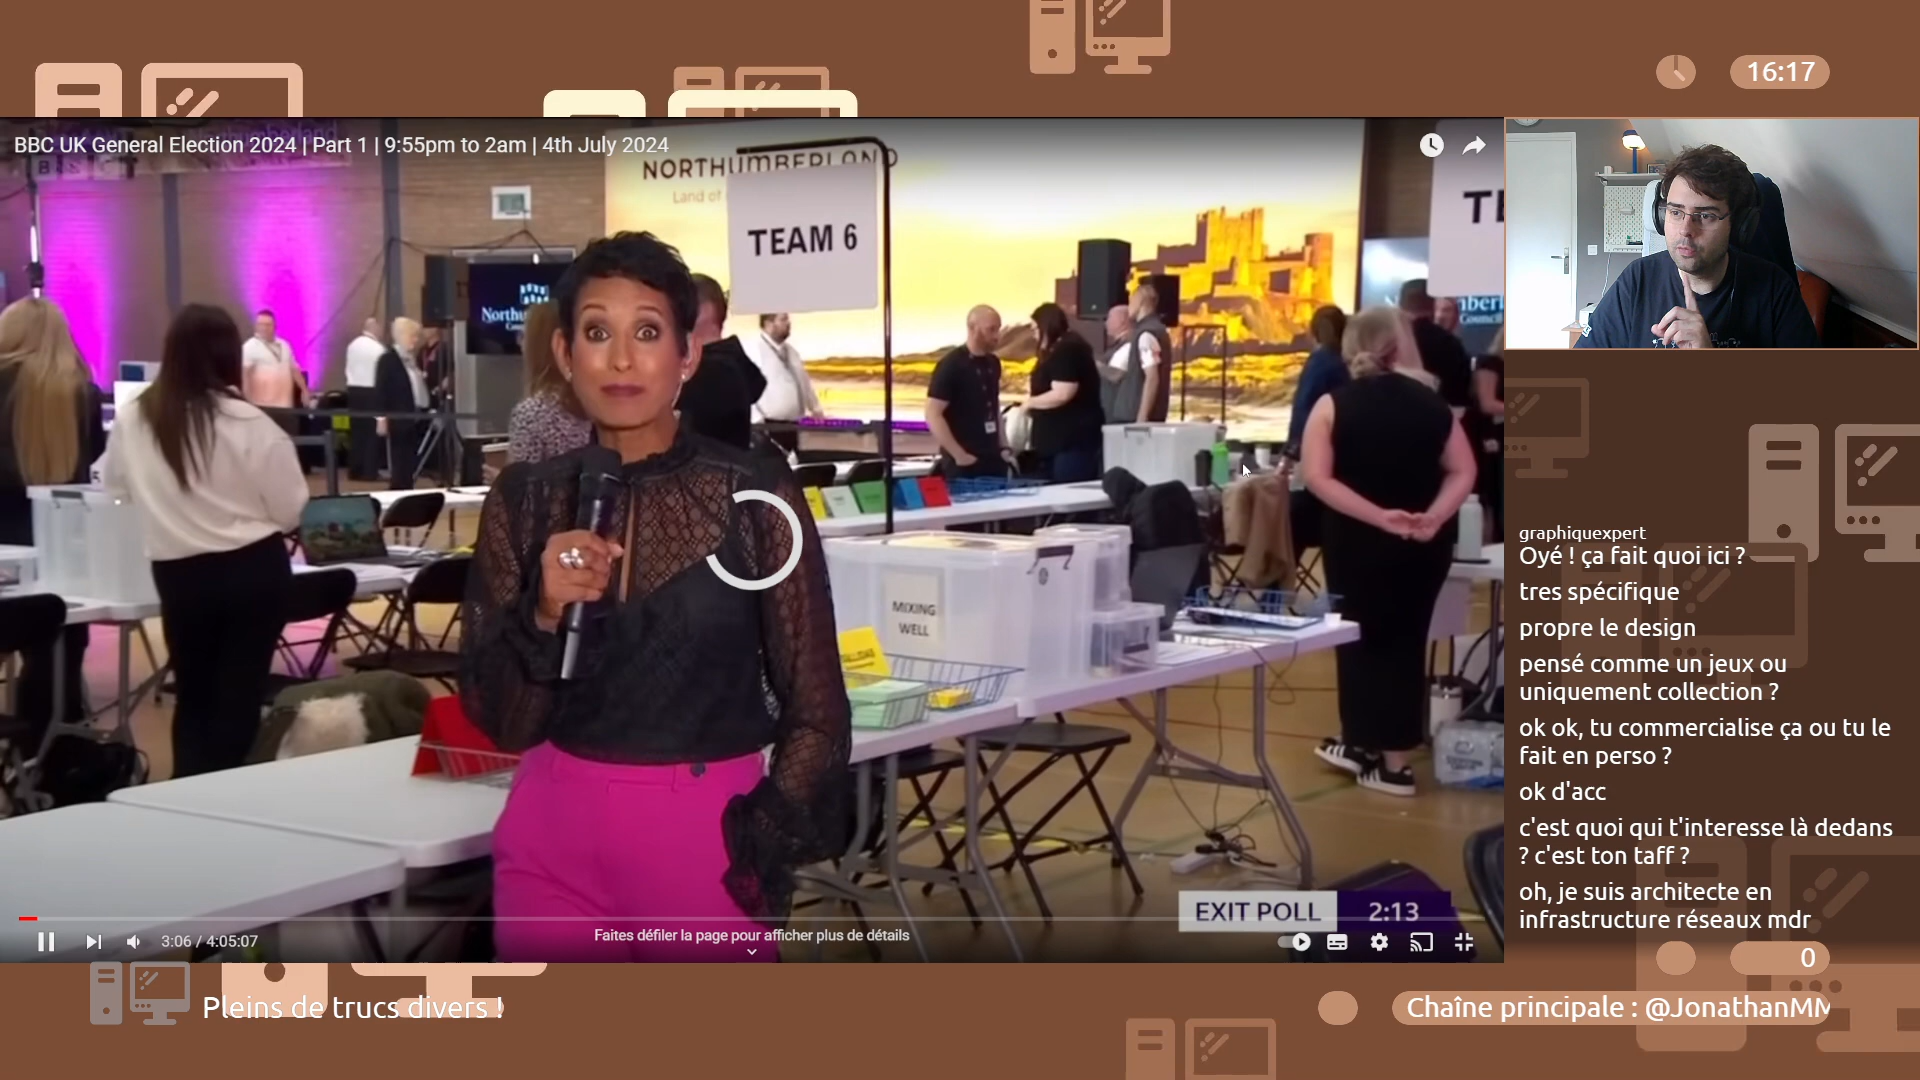 16:17
BBC UK General Election 2024 | Part 1 | 9:55pm to 2am | 4th July 2024
NORTHUMBERLAND
Land of
TEAM 6
TE
MIXING
WELL
EXIT POLL 2:13
3:06 / 4:05:07
Faites défiler la page pour afficher plus de détails
graphiquexpert
Oyé ! ça fait quoi ici ?
tres spécifique
propre le design
pensé comme un jeux ou
uniquement collection ?
ok ok, tu commercialise ça ou tu le
fait en perso ?
ok d'acc
c'est quoi qui t'interesse là dedans
? c'est ton taff ?
oh, je suis architecte en
infrastructure réseaux mdr
0
Pleins de trucs divers !
Chaîne principale : @JonathanMM